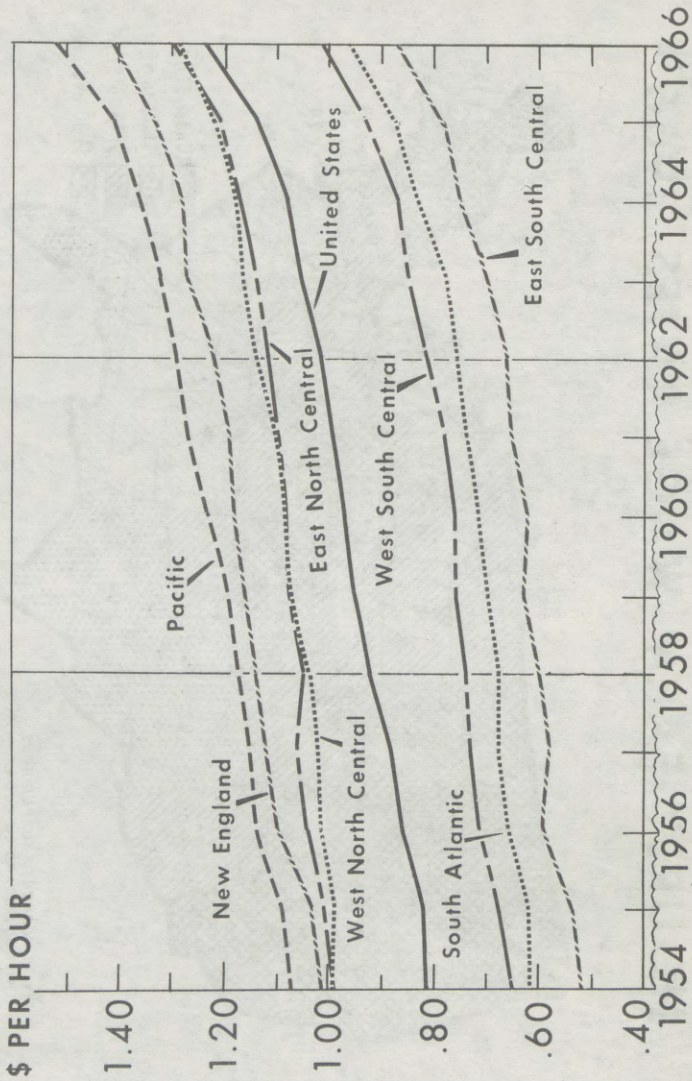 $ PER HOUR
1.40
1.20
1.00
.80
.60
.40
Pacific
New England
East North Central
West North Central
United States
West South Central
South Atlantic
East South Central
1954
1956
1958
1960
1962
1964
1966